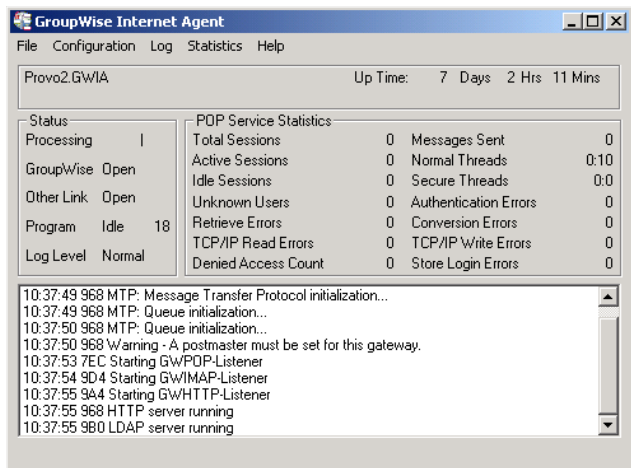 GroupWise Internet Agent
File Configuration Log Statistics Help
Provo2.GWIA Up Time: 7 Days 2 Hrs 11 Mins
Status
Processing |
GroupWise Open
Other Link Open
Program Idle 18
Log Level Normal
POP Service Statistics
Total Sessions 0 Messages Sent 0
Active Sessions 0 Normal Threads 0:10
Idle Sessions 0 Secure Threads 0:0
Unknown Users 0 Authentication Errors 0
Retrieve Errors 0 Conversion Errors 0
TCP/IP Read Errors 0 TCP/IP Write Errors 0
Denied Access Count 0 Store Login Errors 0
10:37:49 968 MTP: Message Transfer Protocol initialization...
10:37:49 968 MTP: Queue initialization...
10:37:50 968 MTP: Queue initialization...
10:37:50 968 Warning - A postmaster must be set for this gateway.
10:37:53 7EC Starting GWPOP-Listener
10:37:54 9D4 Starting GWIMAP-Listener
10:37:55 9A4 Starting GWHTTP-Listener
10:37:55 968 HTTP server running
10:37:55 9B0 LDAP server running